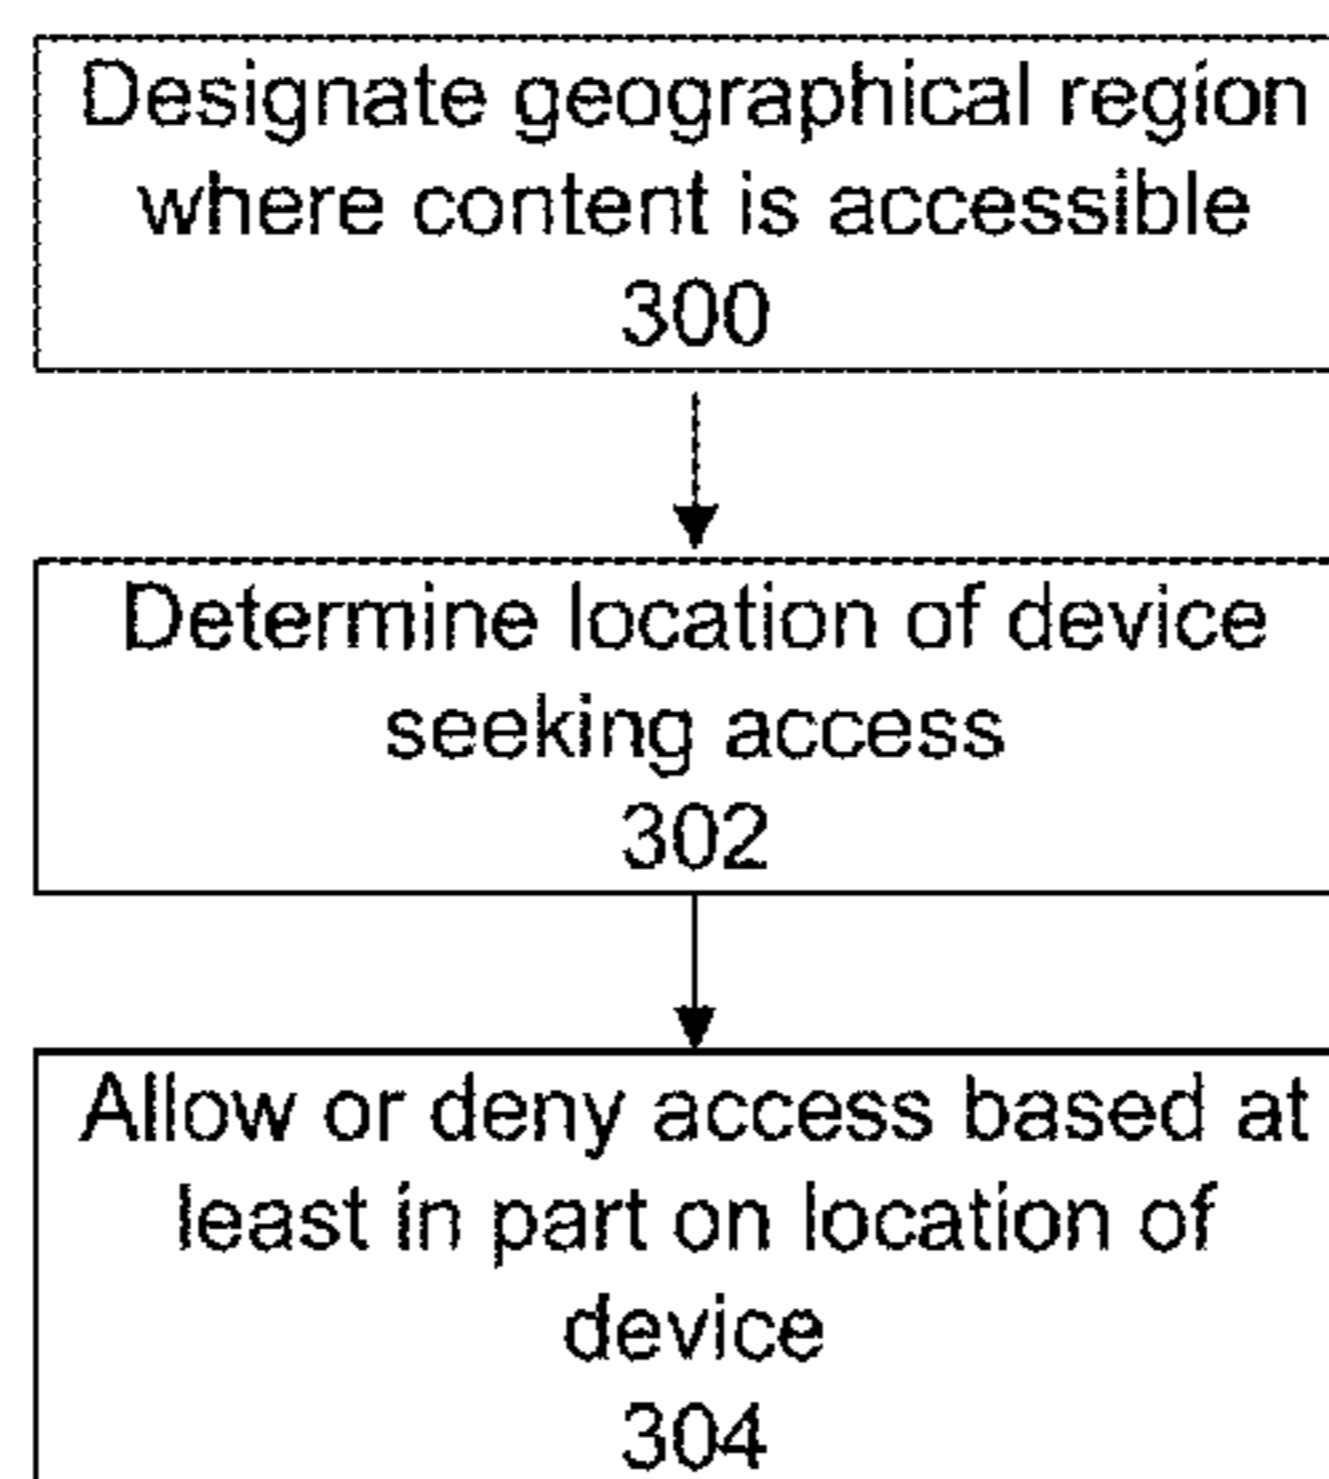 Designate geographical region
where content is accessible
300
Determine location of device
seeking access
302
Allow or deny access based at
least in part on location of
device
304